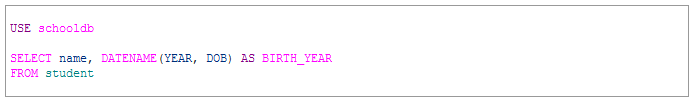 USE schooldb
SELECT name, DATENAME(YEAR, DOB) AS BIRTH_YEAR
FROM student